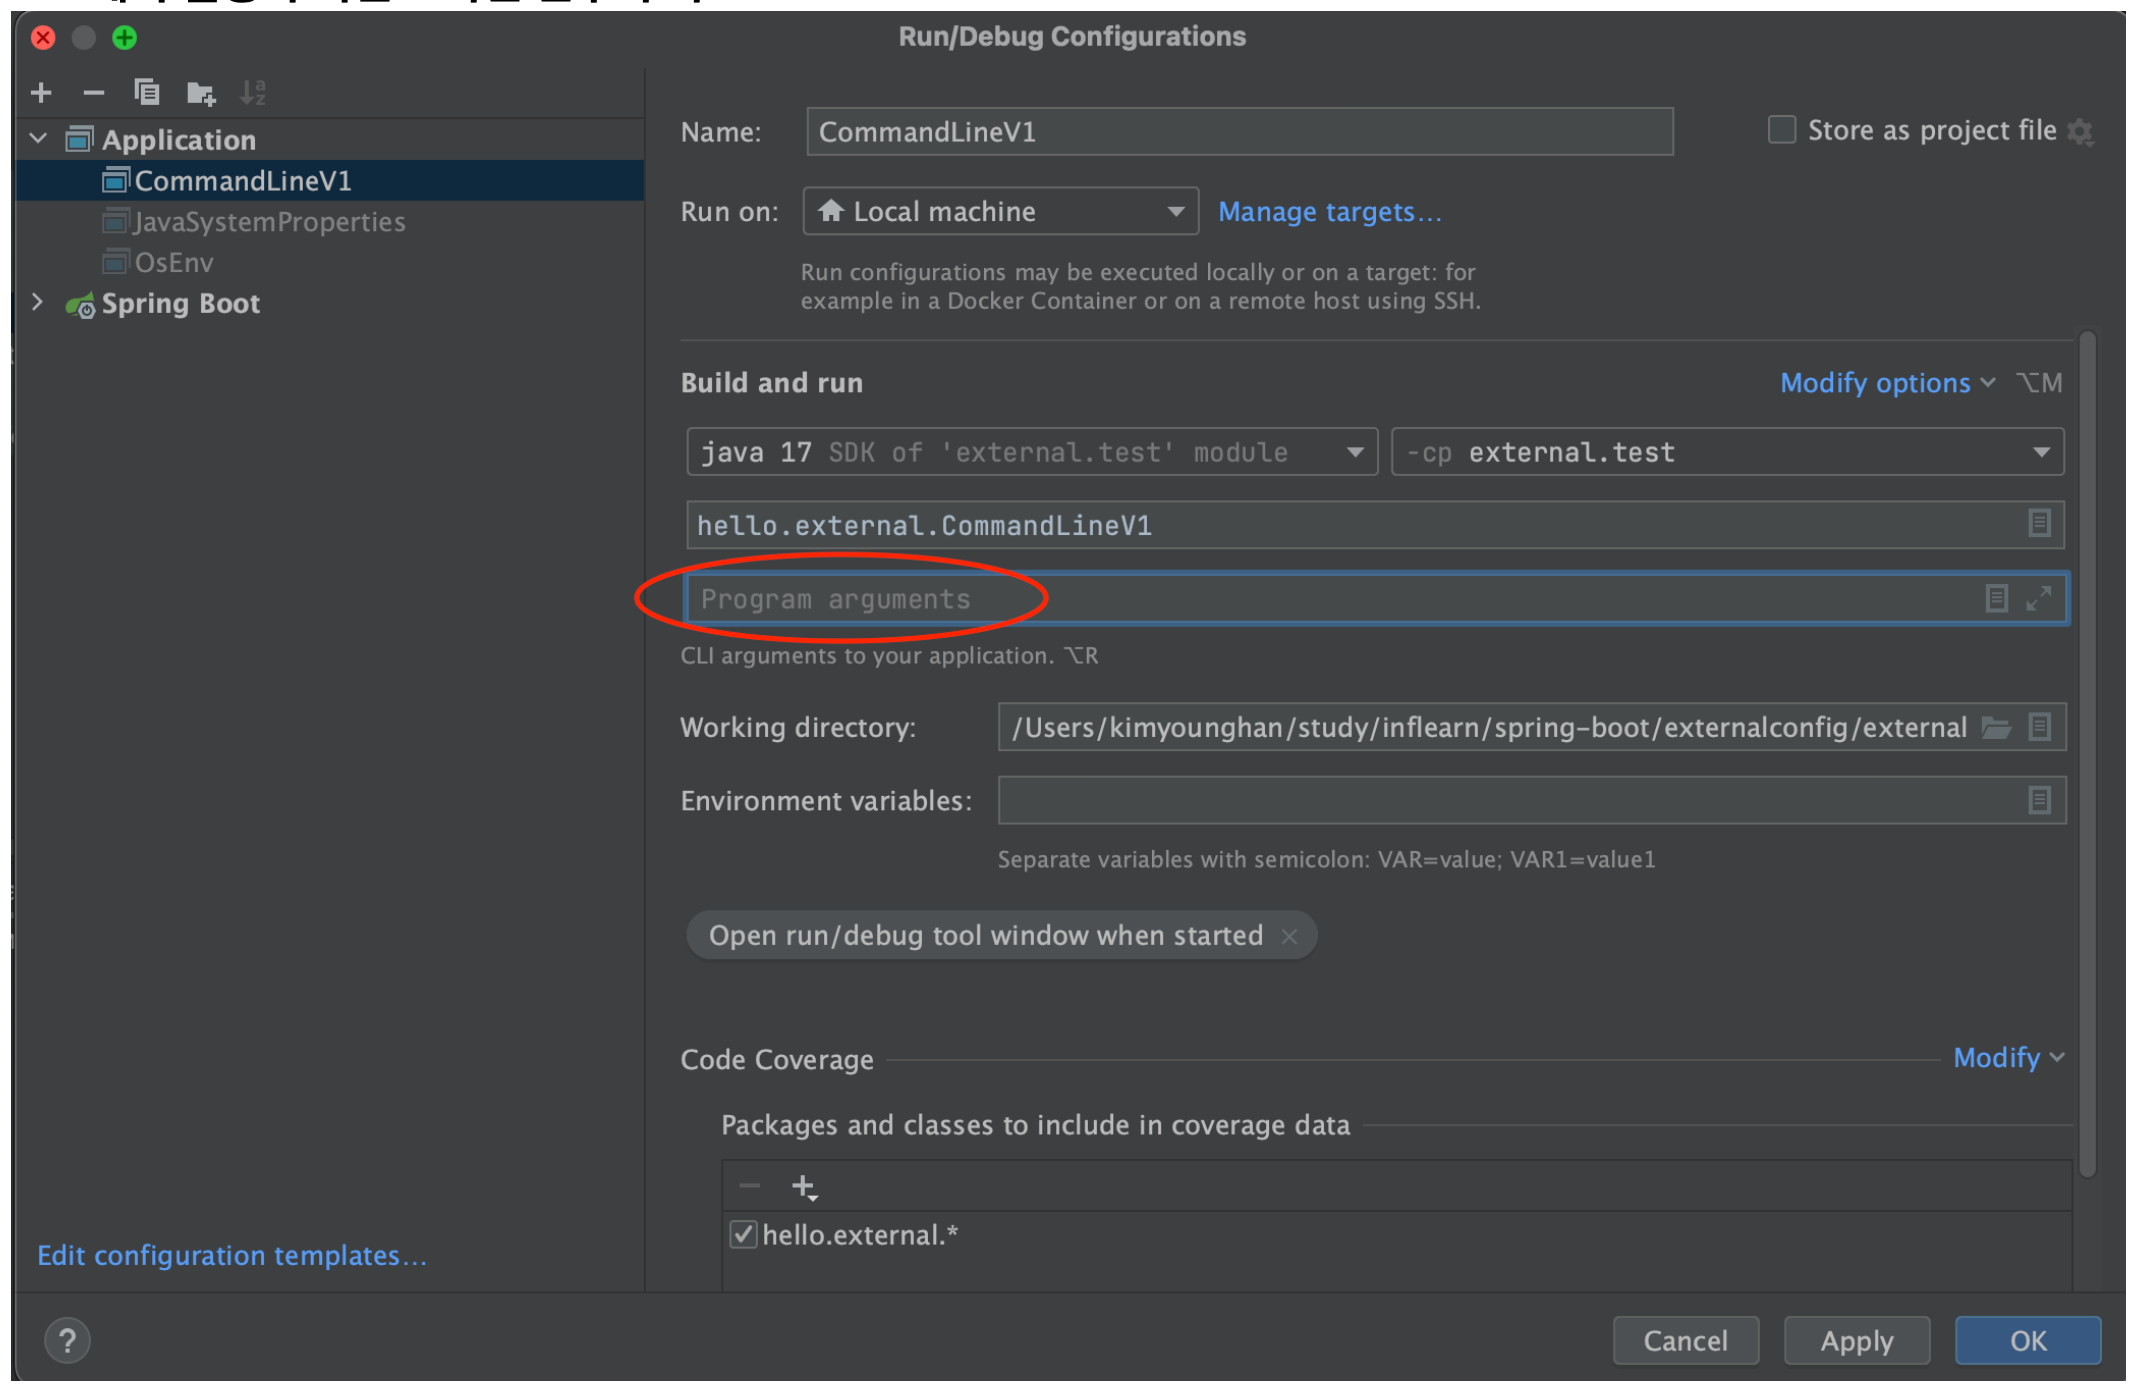 Run/Debug Configurations
Application
CommandLineV1
JavaSystemProperties
OsEnv
Spring Boot
Edit configuration templates...
Name: CommandLineV1
Store as project file
Run on: Local machine Manage targets...
Run configurations may be executed locally or on a target: for
example in a Docker Container or on a remote host using SSH.
Build and run
Modify options ⌥M
java 17 SDK of 'external.test' module
-cp external.test
hello.external.CommandLineV1
Program arguments
CLI arguments to your application. ⌥R
Working directory: /Users/kimyounghan/study/inflearn/spring-boot/externalconfig/external
Environment variables:
Separate variables with semicolon: VAR=value; VAR1=value1
Open run/debug tool window when started ×
Code Coverage
Modify
Packages and classes to include in coverage data
hello.external.*
?
Cancel
Apply
OK